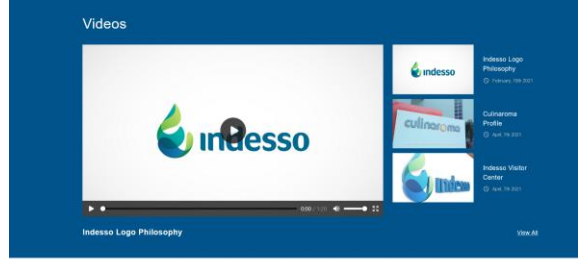 Videos
indesso
0:00 / 1:20
Indesso Logo Philosophy
indesso
Indesso Logo
Philosophy
February, 15th 2021
culinaroma
Culinaroma
Profile
April, 7th 2021
Indesso Visitor
Center
April, 7th 2021
View All